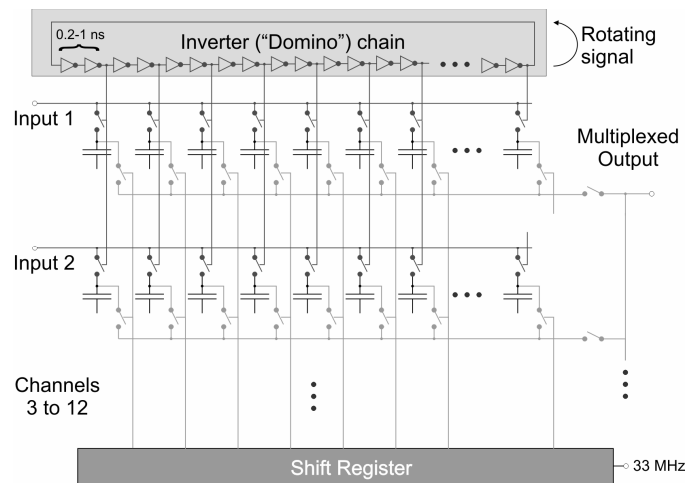 0.2-1 ns
Inverter ("Domino") chain
Rotating
signal
Input 1
Multiplexed
Output
Input 2
Channels
3 to 12
Shift Register
33 MHz